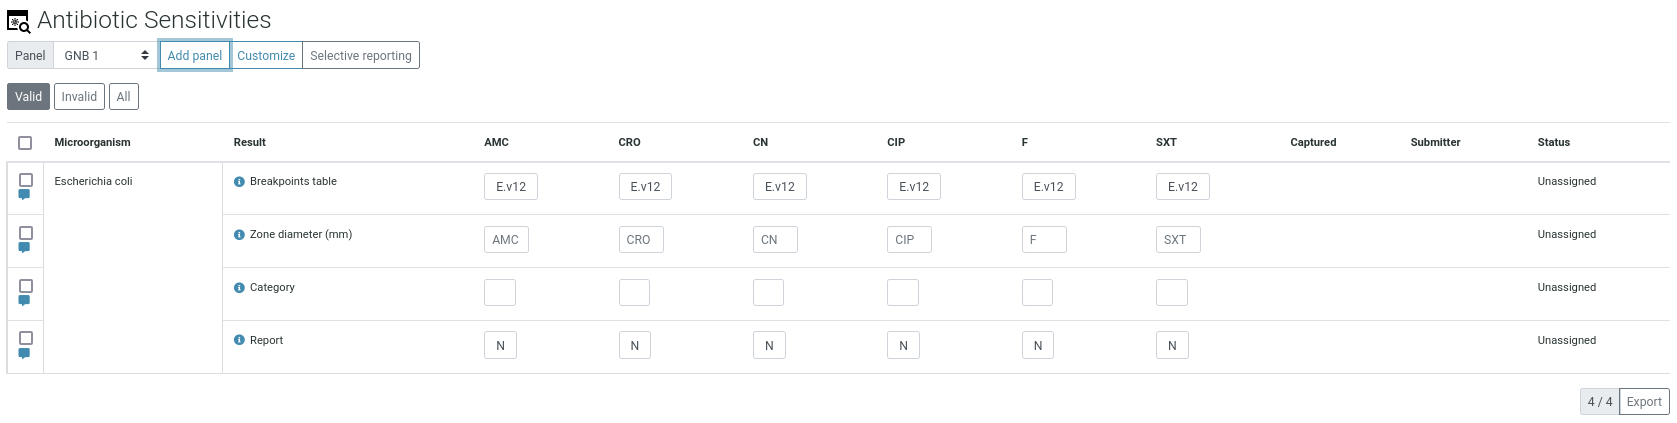 Antibiotic Sensitivities
Panel GNB 1 Add panel Customize Selective reporting
Valid Invalid All
Microorganism Result AMC CRO CN CIP F SXT Captured Submitter Status
Escherichia coli Breakpoints table E.v12 E.v12 E.v12 E.v12 E.v12 E.v12 Unassigned
Zone diameter (mm) AMC CRO CN CIP F SXT Unassigned
Category Unassigned
Report N N N N N N Unassigned
4 / 4 Export